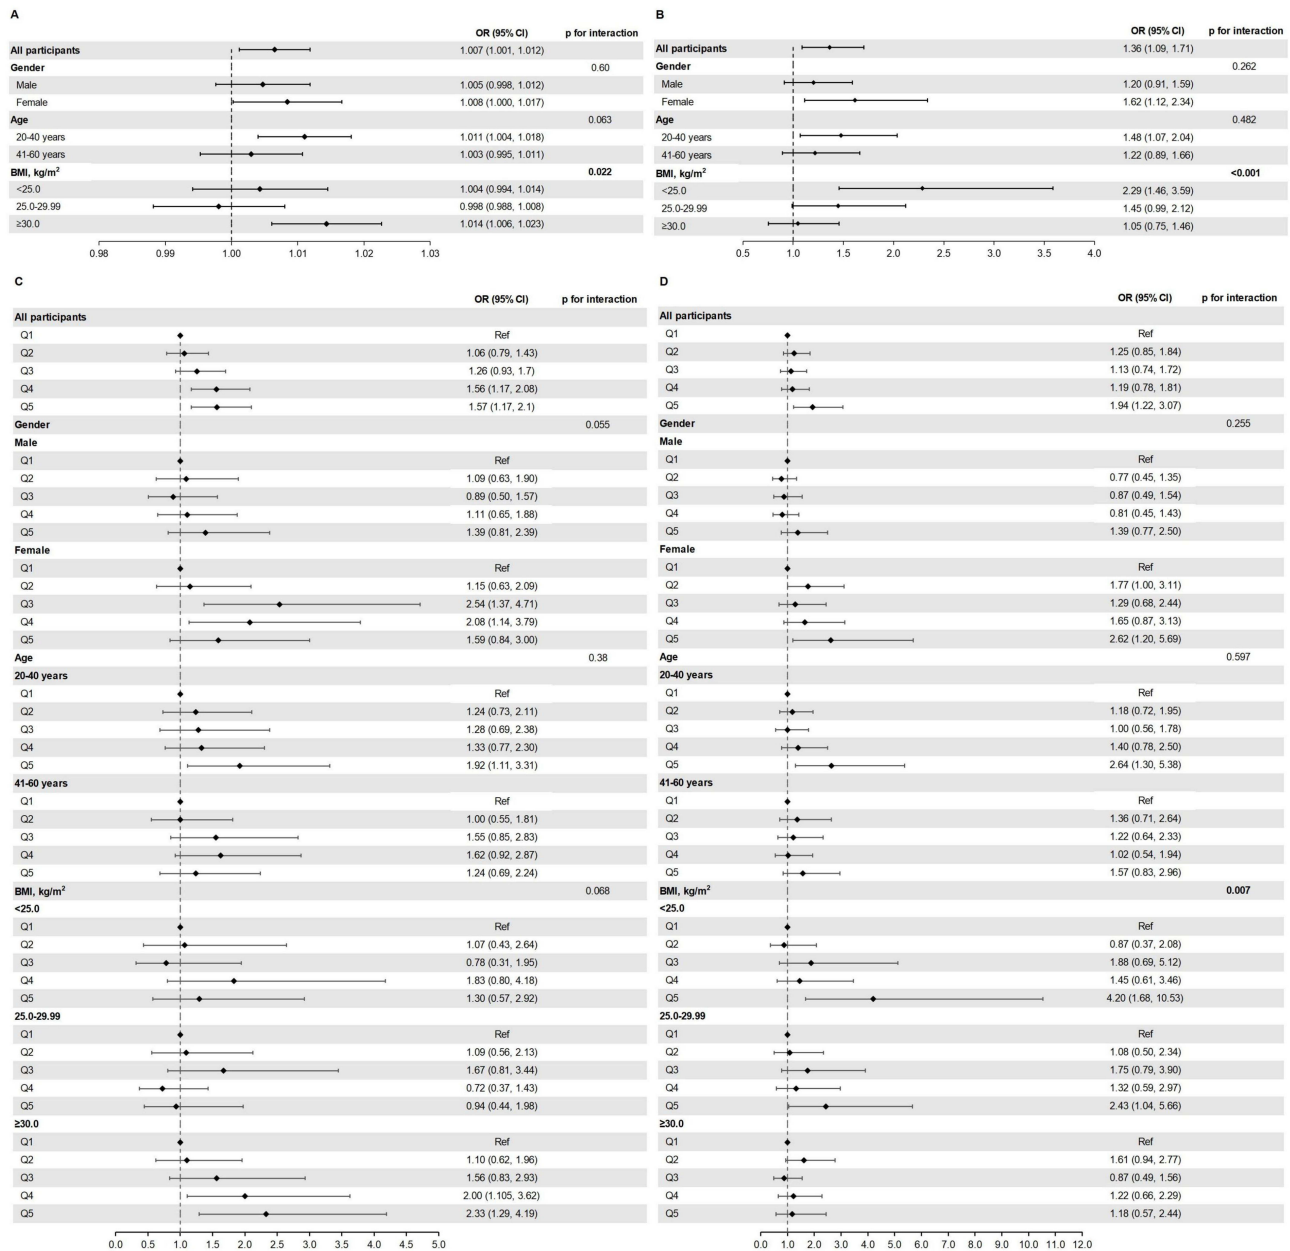 A
OR (95% CI) p for interaction
All participants 1.007 (1.001, 1.012)
Gender 0.60
Male 1.005 (0.998, 1.012)
Female 1.008 (1.000, 1.017)
Age 0.063
20-40 years 1.011 (1.004, 1.018)
41-60 years 1.003 (0.995, 1.011)
BMI, kg/m² 0.022
<25.0 1.004 (0.994, 1.014)
25.0-29.99 0.998 (0.988, 1.008)
≥30.0 1.014 (1.006, 1.023)
0.98 0.99 1.00 1.01 1.02 1.03
B
OR (95% CI) p for interaction
All participants 1.36 (1.09, 1.71)
Gender 0.262
Male 1.20 (0.91, 1.59)
Female 1.62 (1.12, 2.34)
Age 0.482
20-40 years 1.48 (1.07, 2.04)
41-60 years 1.22 (0.89, 1.66)
BMI, kg/m² <0.001
<25.0 2.29 (1.46, 3.59)
25.0-29.99 1.45 (0.99, 2.12)
≥30.0 1.05 (0.75, 1.46)
0.5 1.0 1.5 2.0 2.5 3.0 3.5 4.0
C
OR (95% CI) p for interaction
All participants
Q1 Ref
Q2 1.06 (0.79, 1.43)
Q3 1.26 (0.93, 1.7)
Q4 1.56 (1.17, 2.08)
Q5 1.57 (1.17, 2.1)
Gender 0.055
Male
Q1 Ref
Q2 1.09 (0.63, 1.90)
Q3 0.89 (0.50, 1.57)
Q4 1.11 (0.65, 1.88)
Q5 1.39 (0.81, 2.39)
Female
Q1 Ref
Q2 1.15 (0.63, 2.09)
Q3 2.54 (1.37, 4.71)
Q4 2.08 (1.14, 3.79)
Q5 1.59 (0.84, 3.00)
Age 0.38
20-40 years
Q1 Ref
Q2 1.24 (0.73, 2.11)
Q3 1.28 (0.69, 2.38)
Q4 1.33 (0.77, 2.30)
Q5 1.92 (1.11, 3.31)
41-60 years
Q1 Ref
Q2 1.00 (0.55, 1.81)
Q3 1.55 (0.85, 2.83)
Q4 1.62 (0.92, 2.87)
Q5 1.24 (0.69, 2.24)
BMI, kg/m² 0.068
<25.0
Q1 Ref
Q2 1.07 (0.43, 2.64)
Q3 0.78 (0.31, 1.95)
Q4 1.83 (0.80, 4.18)
Q5 1.30 (0.57, 2.92)
25.0-29.99
Q1 Ref
Q2 1.09 (0.56, 2.13)
Q3 1.67 (0.81, 3.44)
Q4 0.72 (0.37, 1.43)
Q5 0.94 (0.44, 1.98)
≥30.0
Q1 Ref
Q2 1.10 (0.62, 1.96)
Q3 1.56 (0.83, 2.93)
Q4 2.00 (1.105, 3.62)
Q5 2.33 (1.29, 4.19)
0.0 0.5 1.0 1.5 2.0 2.5 3.0 3.5 4.0 4.5 5.0
D
OR (95% CI) p for interaction
All participants
Q1 Ref
Q2 1.25 (0.85, 1.84)
Q3 1.13 (0.74, 1.72)
Q4 1.19 (0.78, 1.81)
Q5 1.94 (1.22, 3.07)
Gender 0.255
Male
Q1 Ref
Q2 0.77 (0.45, 1.35)
Q3 0.87 (0.49, 1.54)
Q4 0.81 (0.45, 1.43)
Q5 1.39 (0.77, 2.50)
Female
Q1 Ref
Q2 1.77 (1.00, 3.11)
Q3 1.29 (0.68, 2.44)
Q4 1.65 (0.87, 3.13)
Q5 2.62 (1.20, 5.69)
Age 0.597
20-40 years
Q1 Ref
Q2 1.18 (0.72, 1.95)
Q3 1.00 (0.56, 1.78)
Q4 1.40 (0.78, 2.50)
Q5 2.64 (1.30, 5.38)
41-60 years
Q1 Ref
Q2 1.36 (0.71, 2.64)
Q3 1.22 (0.64, 2.33)
Q4 1.02 (0.54, 1.94)
Q5 1.57 (0.83, 2.96)
BMI, kg/m² 0.007
<25.0
Q1 Ref
Q2 0.87 (0.37, 2.08)
Q3 1.88 (0.69, 5.12)
Q4 1.45 (0.61, 3.46)
Q5 4.20 (1.68, 10.53)
25.0-29.99
Q1 Ref
Q2 1.08 (0.50, 2.34)
Q3 1.75 (0.79, 3.90)
Q4 1.32 (0.59, 2.97)
Q5 2.43 (1.04, 5.66)
≥30.0
Q1 Ref
Q2 1.61 (0.94, 2.77)
Q3 0.87 (0.49, 1.56)
Q4 1.22 (0.66, 2.29)
Q5 1.18 (0.57, 2.44)
0.0 1.0 2.0 3.0 4.0 5.0 6.0 7.0 8.0 9.0 10.0 11.0 12.0